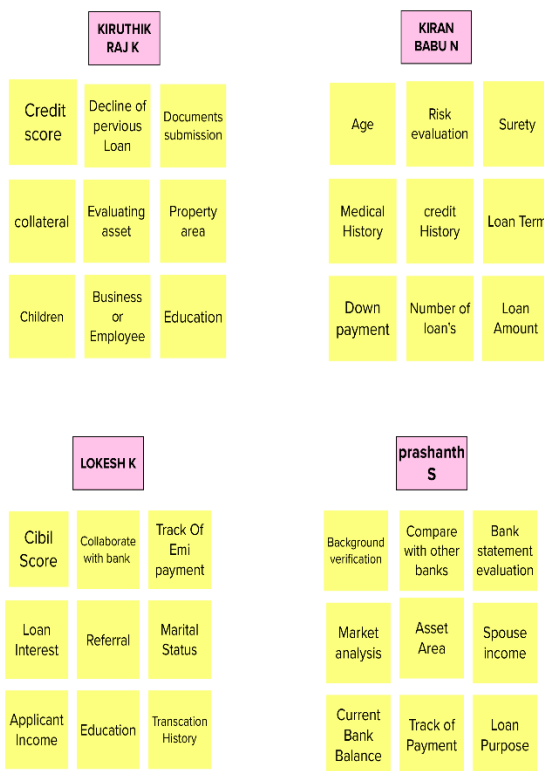 KIRUTHIK
RAJ K
Credit
score
Decline of
pervious
Loan
Documents
submission
collateral
Evaluating
asset
Property
area
Children
Business
or
Employee
Education
KIRAN
BABU N
Age
Risk
evaluation
Surety
Medical
History
credit
History
Loan Term
Down
payment
Number of
loan's
Loan
Amount
LOKESH K
Cibil
Score
Collaborate
with bank
Track Of
Emi
payment
Loan
Interest
Referral
Marital
Status
Applicant
Income
Education
Transcation
History
prashanth
S
Background
verification
Compare
with other
banks
Bank
statement
evaluation
Market
analysis
Asset
Area
Spouse
income
Current
Bank
Balance
Track of
Payment
Loan
Purpose